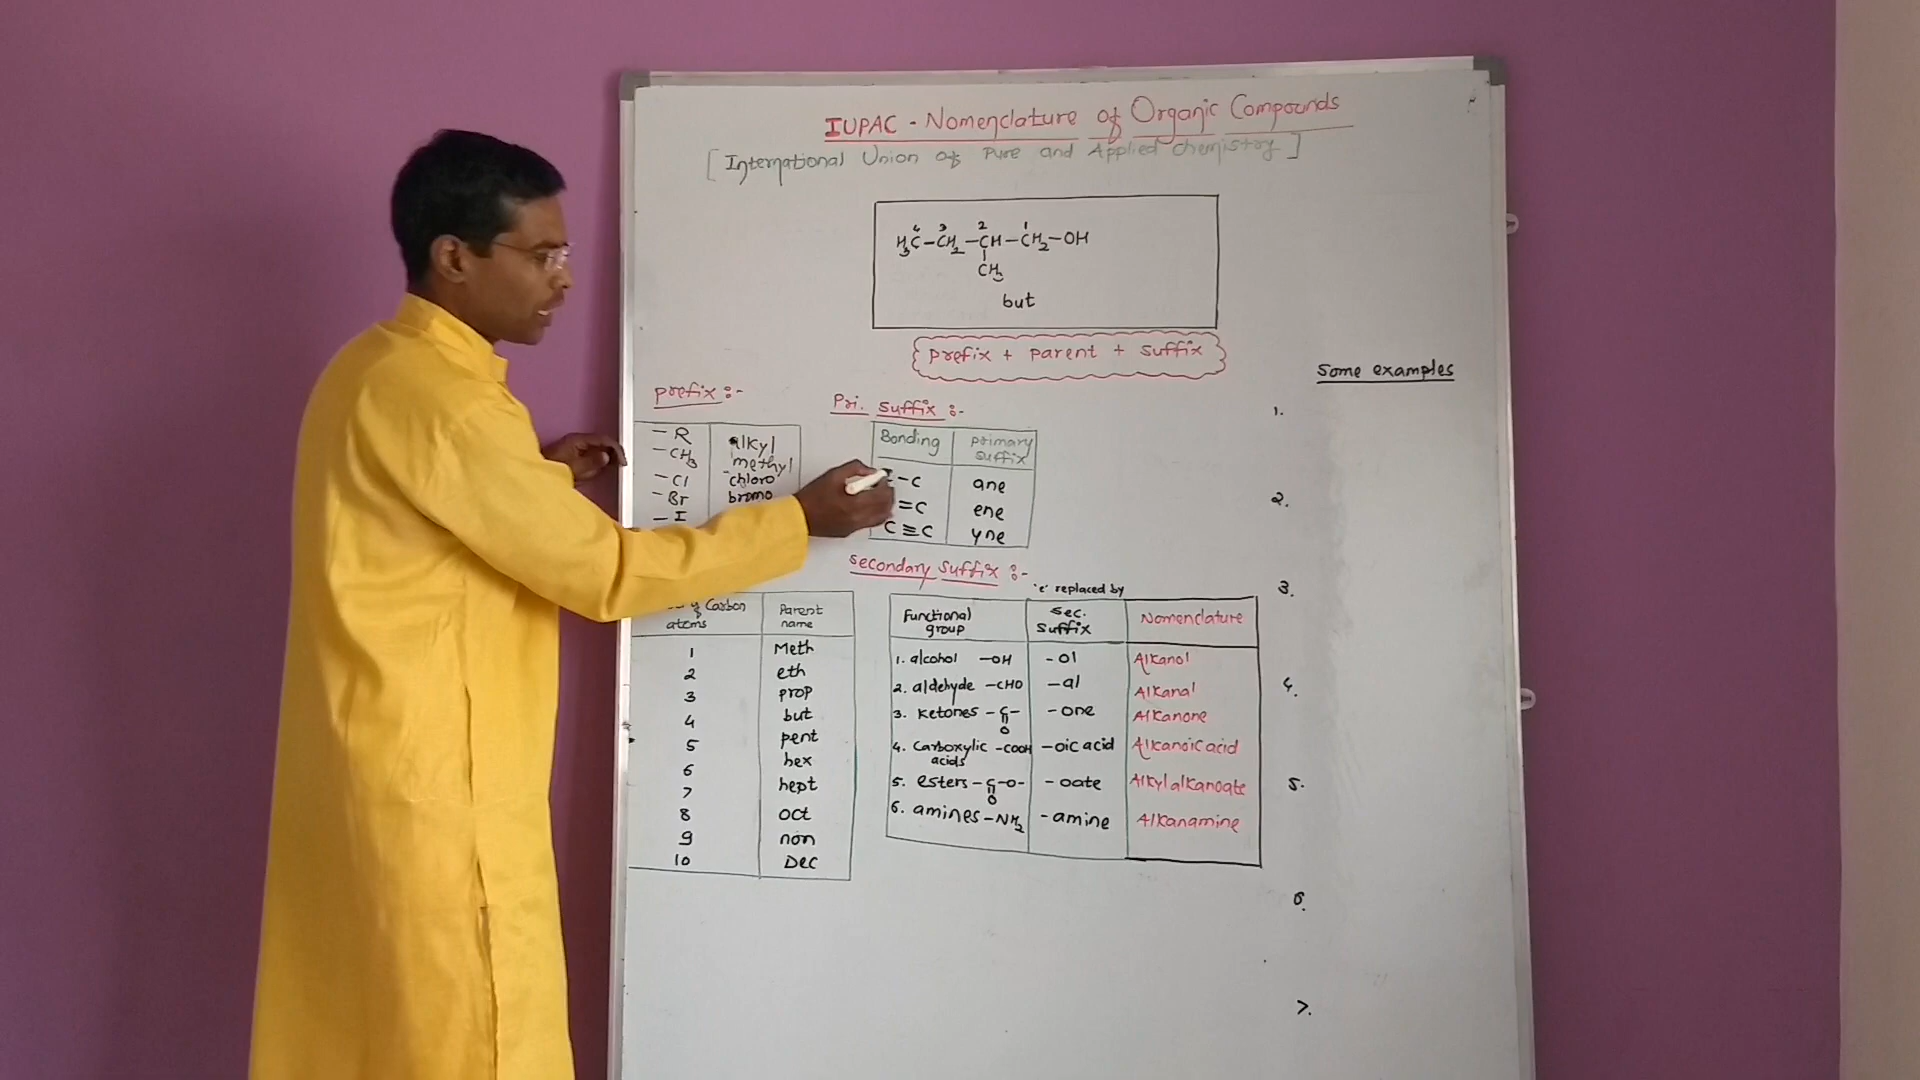 IUPAC - Nomenclature of Organic Compounds
[International Union of Pure and Applied Chemistry]
4 3 2 1
H3C-CH2-CH-CH2-OH
CH3
but
Prefix + parent + suffix
Some examples
1.
2.
3.
4.
5.
6.
7.
Prefix :-
-R alkyl
-CH3 methyl
-Cl chloro
-Br bromo
-I
Pri. suffix :-
Bonding primary suffix
-C ane
=C ene
C≡C yne
Carbon atoms Parent name
1 Meth
2 eth
3 prop
4 but
5 pent
6 hex
7 hept
8 oct
9 non
10 Dec
Secondary suffix :-
'e' replaced by
Functional group Sec. suffix Nomenclature
1. alcohol -OH -ol Alkanol
2. aldehyde -CHO -al Alkanal
3. ketones -C- -one Alkanone
O
4. Carboxylic acids -COOH -oic acid Alkanoic acid
5. esters -C-O- -oate Alkylalkanoate
O
6. amines -NH2 -amine Alkanamine